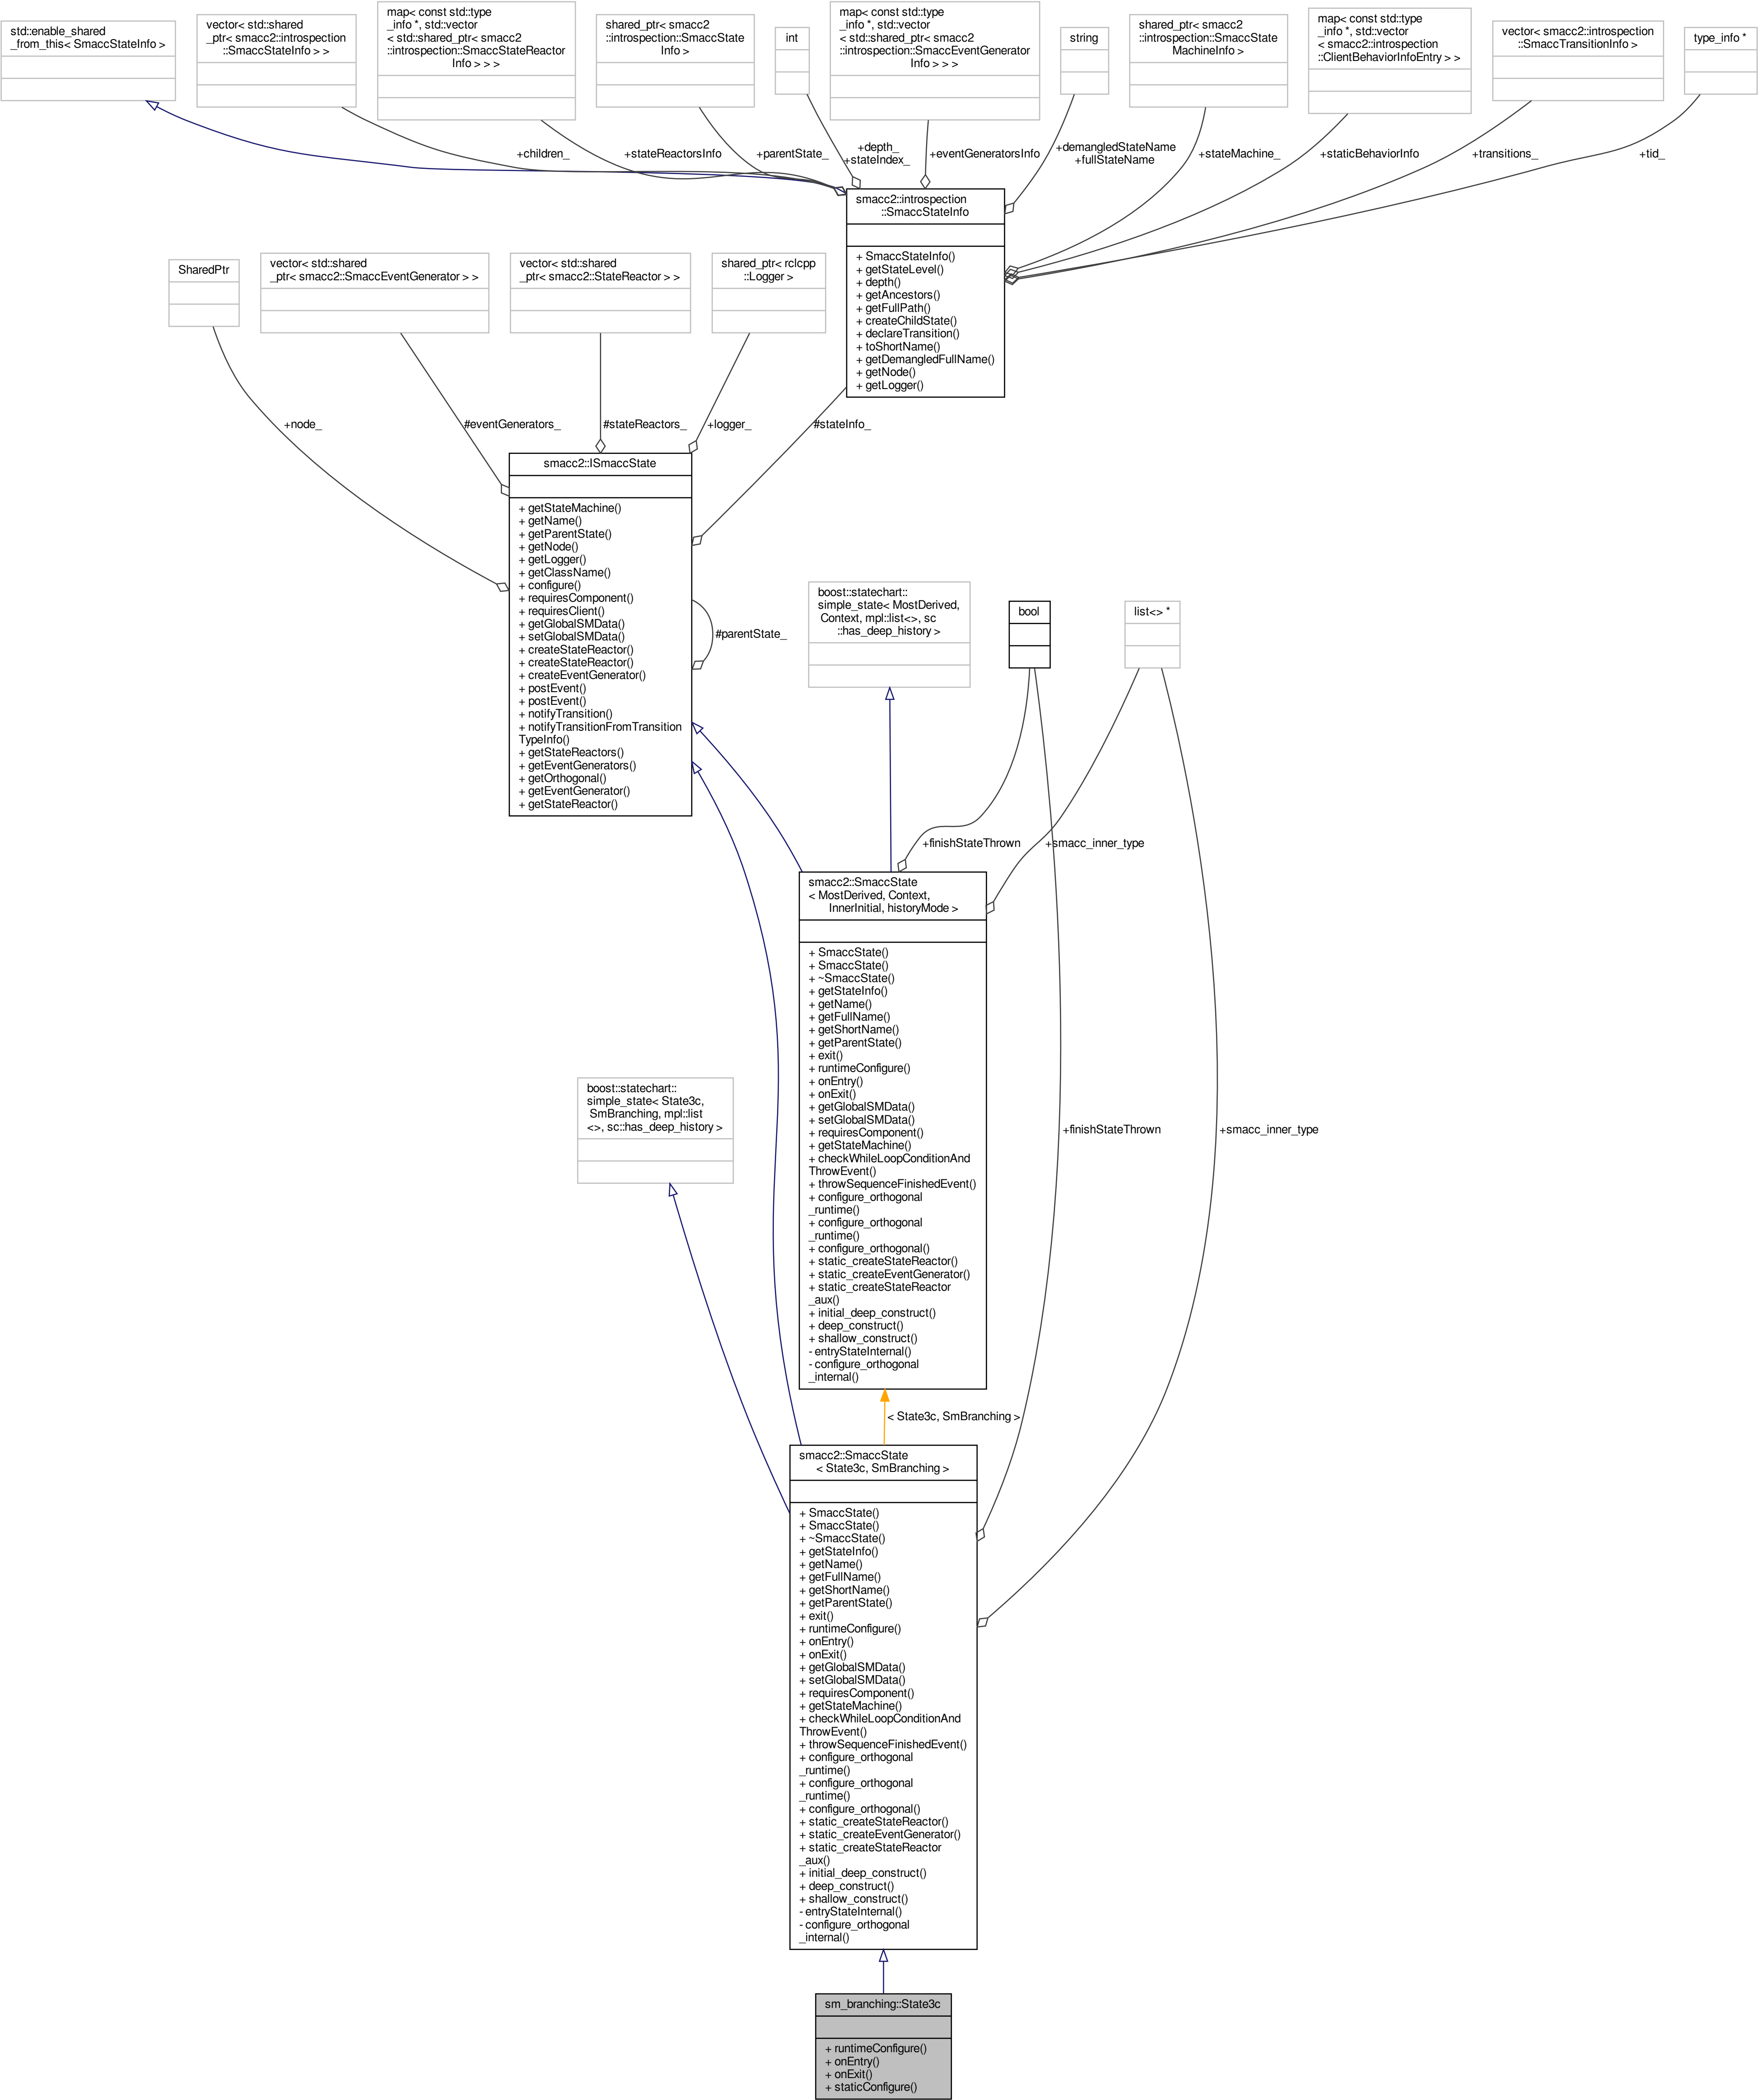 std::enable_shared
_from_this< SmaccStateInfo >
vector< std::shared
_ptr< smacc2::introspection
::SmaccStateInfo > >
map< const std::type
_info *, std::vector
< std::shared_ptr< smacc2
::introspection::SmaccStateReactor
Info > > >
shared_ptr< smacc2
::introspection::SmaccState
Info >
int
map< const std::type
_info *, std::vector
< std::shared_ptr< smacc2
::introspection::SmaccEventGenerator
Info > > >
string
shared_ptr< smacc2
::introspection::SmaccState
MachineInfo >
map< const std::type
_info *, std::vector
< smacc2::introspection
::ClientBehaviorInfoEntry > >
vector< smacc2::introspection
::SmaccTransitionInfo >
type_info *
+children_
+stateReactorsInfo
+parentState_
+depth_
+stateIndex_
+eventGeneratorsInfo
+demangledStateName
+fullStateName
+stateMachine_
+staticBehaviorInfo
+transitions_
+tid_
smacc2::introspection
::SmaccStateInfo
+ SmaccStateInfo()
+ getStateLevel()
+ depth()
+ getAncestors()
+ getFullPath()
+ createChildState()
+ declareTransition()
+ toShortName()
+ getDemangledFullName()
+ getNode()
+ getLogger()
SharedPtr
vector< std::shared
_ptr< smacc2::SmaccEventGenerator > >
vector< std::shared
_ptr< smacc2::StateReactor > >
shared_ptr< rclcpp
::Logger >
+node_
#eventGenerators_
#stateReactors_
+logger_
#stateInfo_
smacc2::ISmaccState
+ getStateMachine()
+ getName()
+ getParentState()
+ getNode()
+ getLogger()
+ getClassName()
+ configure()
+ requiresComponent()
+ requiresClient()
+ getGlobalSMData()
+ setGlobalSMData()
+ createStateReactor()
+ createStateReactor()
+ createEventGenerator()
+ postEvent()
+ postEvent()
+ notifyTransition()
+ notifyTransitionFromTransition
TypeInfo()
+ getStateReactors()
+ getEventGenerators()
+ getOrthogonal()
+ getEventGenerator()
+ getStateReactor()
#parentState_
boost::statechart::
simple_state< MostDerived,
Context, mpl::list<>, sc
::has_deep_history >
bool
list<> *
+finishStateThrown
+smacc_inner_type
smacc2::SmaccState
< MostDerived, Context,
InnerInitial, historyMode >
+ SmaccState()
+ SmaccState()
+ ~SmaccState()
+ getStateInfo()
+ getName()
+ getFullName()
+ getShortName()
+ getParentState()
+ exit()
+ runtimeConfigure()
+ onEntry()
+ onExit()
+ getGlobalSMData()
+ setGlobalSMData()
+ requiresComponent()
+ getStateMachine()
+ checkWhileLoopConditionAnd
ThrowEvent()
+ throwSequenceFinishedEvent()
+ configure_orthogonal
_runtime()
+ configure_orthogonal
_runtime()
+ configure_orthogonal()
+ static_createStateReactor()
+ static_createEventGenerator()
+ static_createStateReactor
_aux()
+ initial_deep_construct()
+ deep_construct()
+ shallow_construct()
- entryStateInternal()
- configure_orthogonal
_internal()
boost::statechart::
simple_state< State3c,
SmBranching, mpl::list
<>, sc::has_deep_history >
+finishStateThrown
+smacc_inner_type
< State3c, SmBranching >
smacc2::SmaccState
< State3c, SmBranching >
+ SmaccState()
+ SmaccState()
+ ~SmaccState()
+ getStateInfo()
+ getName()
+ getFullName()
+ getShortName()
+ getParentState()
+ exit()
+ runtimeConfigure()
+ onEntry()
+ onExit()
+ getGlobalSMData()
+ setGlobalSMData()
+ requiresComponent()
+ getStateMachine()
+ checkWhileLoopConditionAnd
ThrowEvent()
+ throwSequenceFinishedEvent()
+ configure_orthogonal
_runtime()
+ configure_orthogonal
_runtime()
+ configure_orthogonal()
+ static_createStateReactor()
+ static_createEventGenerator()
+ static_createStateReactor
_aux()
+ initial_deep_construct()
+ deep_construct()
+ shallow_construct()
- entryStateInternal()
- configure_orthogonal
_internal()
sm_branching::State3c
+ runtimeConfigure()
+ onEntry()
+ onExit()
+ staticConfigure()